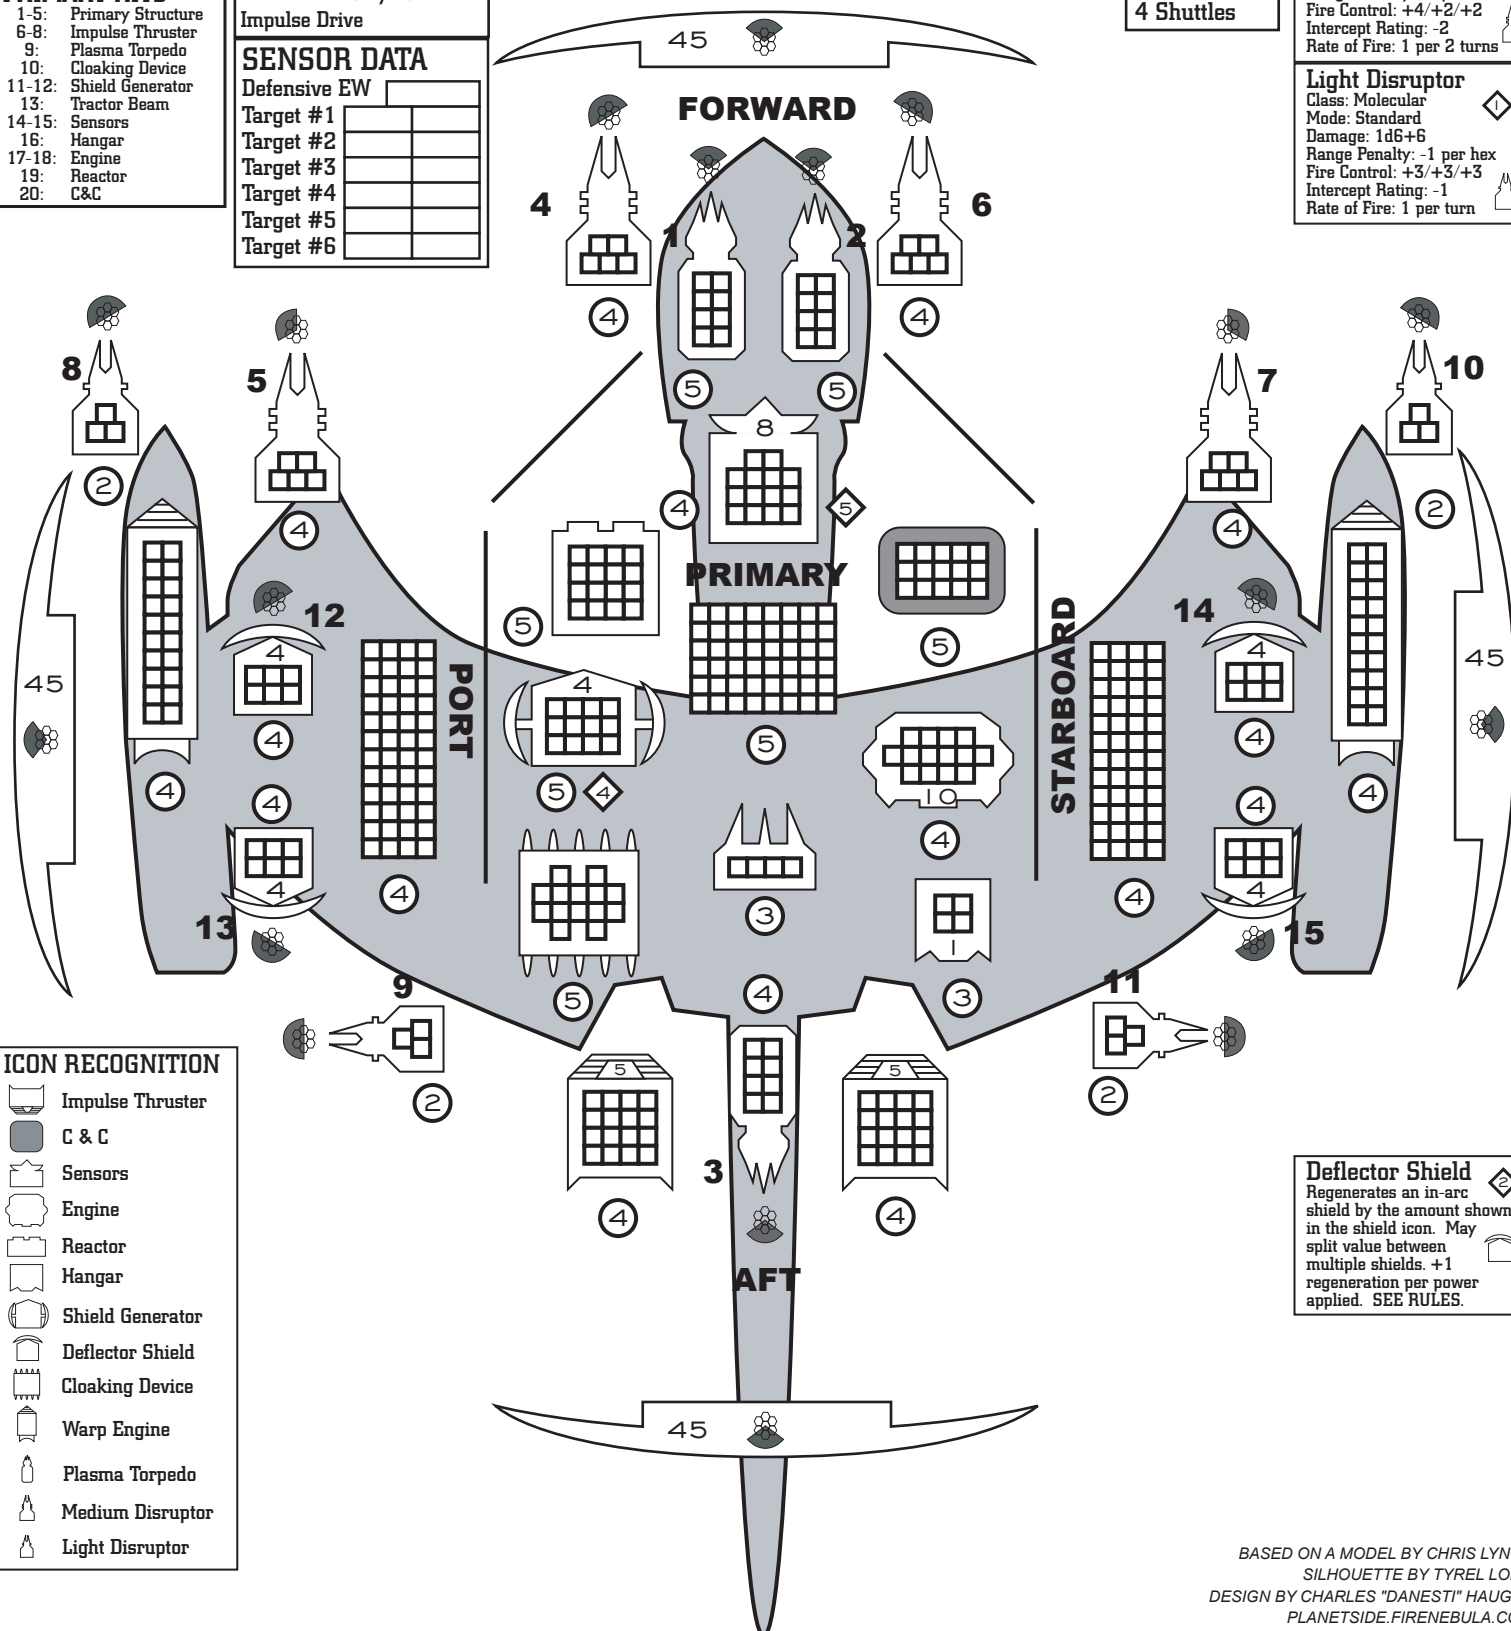 1-5: Primary Structure
6-8: Impulse Thruster
9: Plasma Torpedo
10: Cloaking Device
11-12: Shield Generator
13: Tractor Beam
14-15: Sensors
16: Hangar
17-18: Engine
19: Reactor
20: C&C
Impulse Drive
SENSOR DATA
Defensive EW
Target #1
Target #2
Target #3
Target #4
Target #5
Target #6
4 Shuttles
Fire Control: +4/+2/+2
Intercept Rating: -2
Rate of Fire: 1 per 2 turns
Light Disruptor
Class: Molecular
1
Mode: Standard
Damage: 1d6+6
Range Penalty: -1 per hex
Fire Control: +3/+3/+3
Intercept Rating: -1
Rate of Fire: 1 per turn
45
FORWARD
4
6
1
2
4
4
8
5
7
10
5
5
8
2
4
4
5
4
2
PRIMARY
12
5
5
14
4
4
45
PORT
4
STARBOARD
45
4
5
4
4
5
4
10
4
4
4
4
4
4
4
3
1
4
13
15
9
5
4
3
11
2
5
5
2
3
4
4
AFT
45
ICON RECOGNITION
Impulse Thruster
C & C
Sensors
Engine
Reactor
Hangar
Shield Generator
Deflector Shield
Cloaking Device
Warp Engine
Plasma Torpedo
Medium Disruptor
Light Disruptor
Deflector Shield
2
Regenerates an in-arc
shield by the amount shown
in the shield icon. May
split value between
multiple shields. +1
regeneration per power
applied. SEE RULES.
BASED ON A MODEL BY CHRIS
SILHOUETTE BY TYREL
DESIGN BY CHARLES "DANESTI"